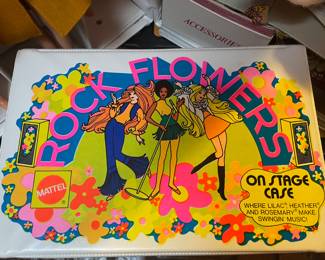 ACCESSORIES
ROCK FLOWERS
MATTEL
ON STAGE
CASE
WHERE LILAC, HEATHER
AND ROSEMARY MAKE
SWINGIN' MUSIC!